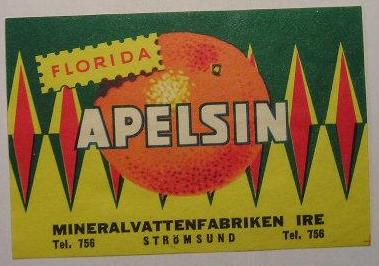 FLORIDA
APELSIN
MINERALVATTENFABRIKEN IRE
Tel. 756 STRÖMSUND Tel. 756